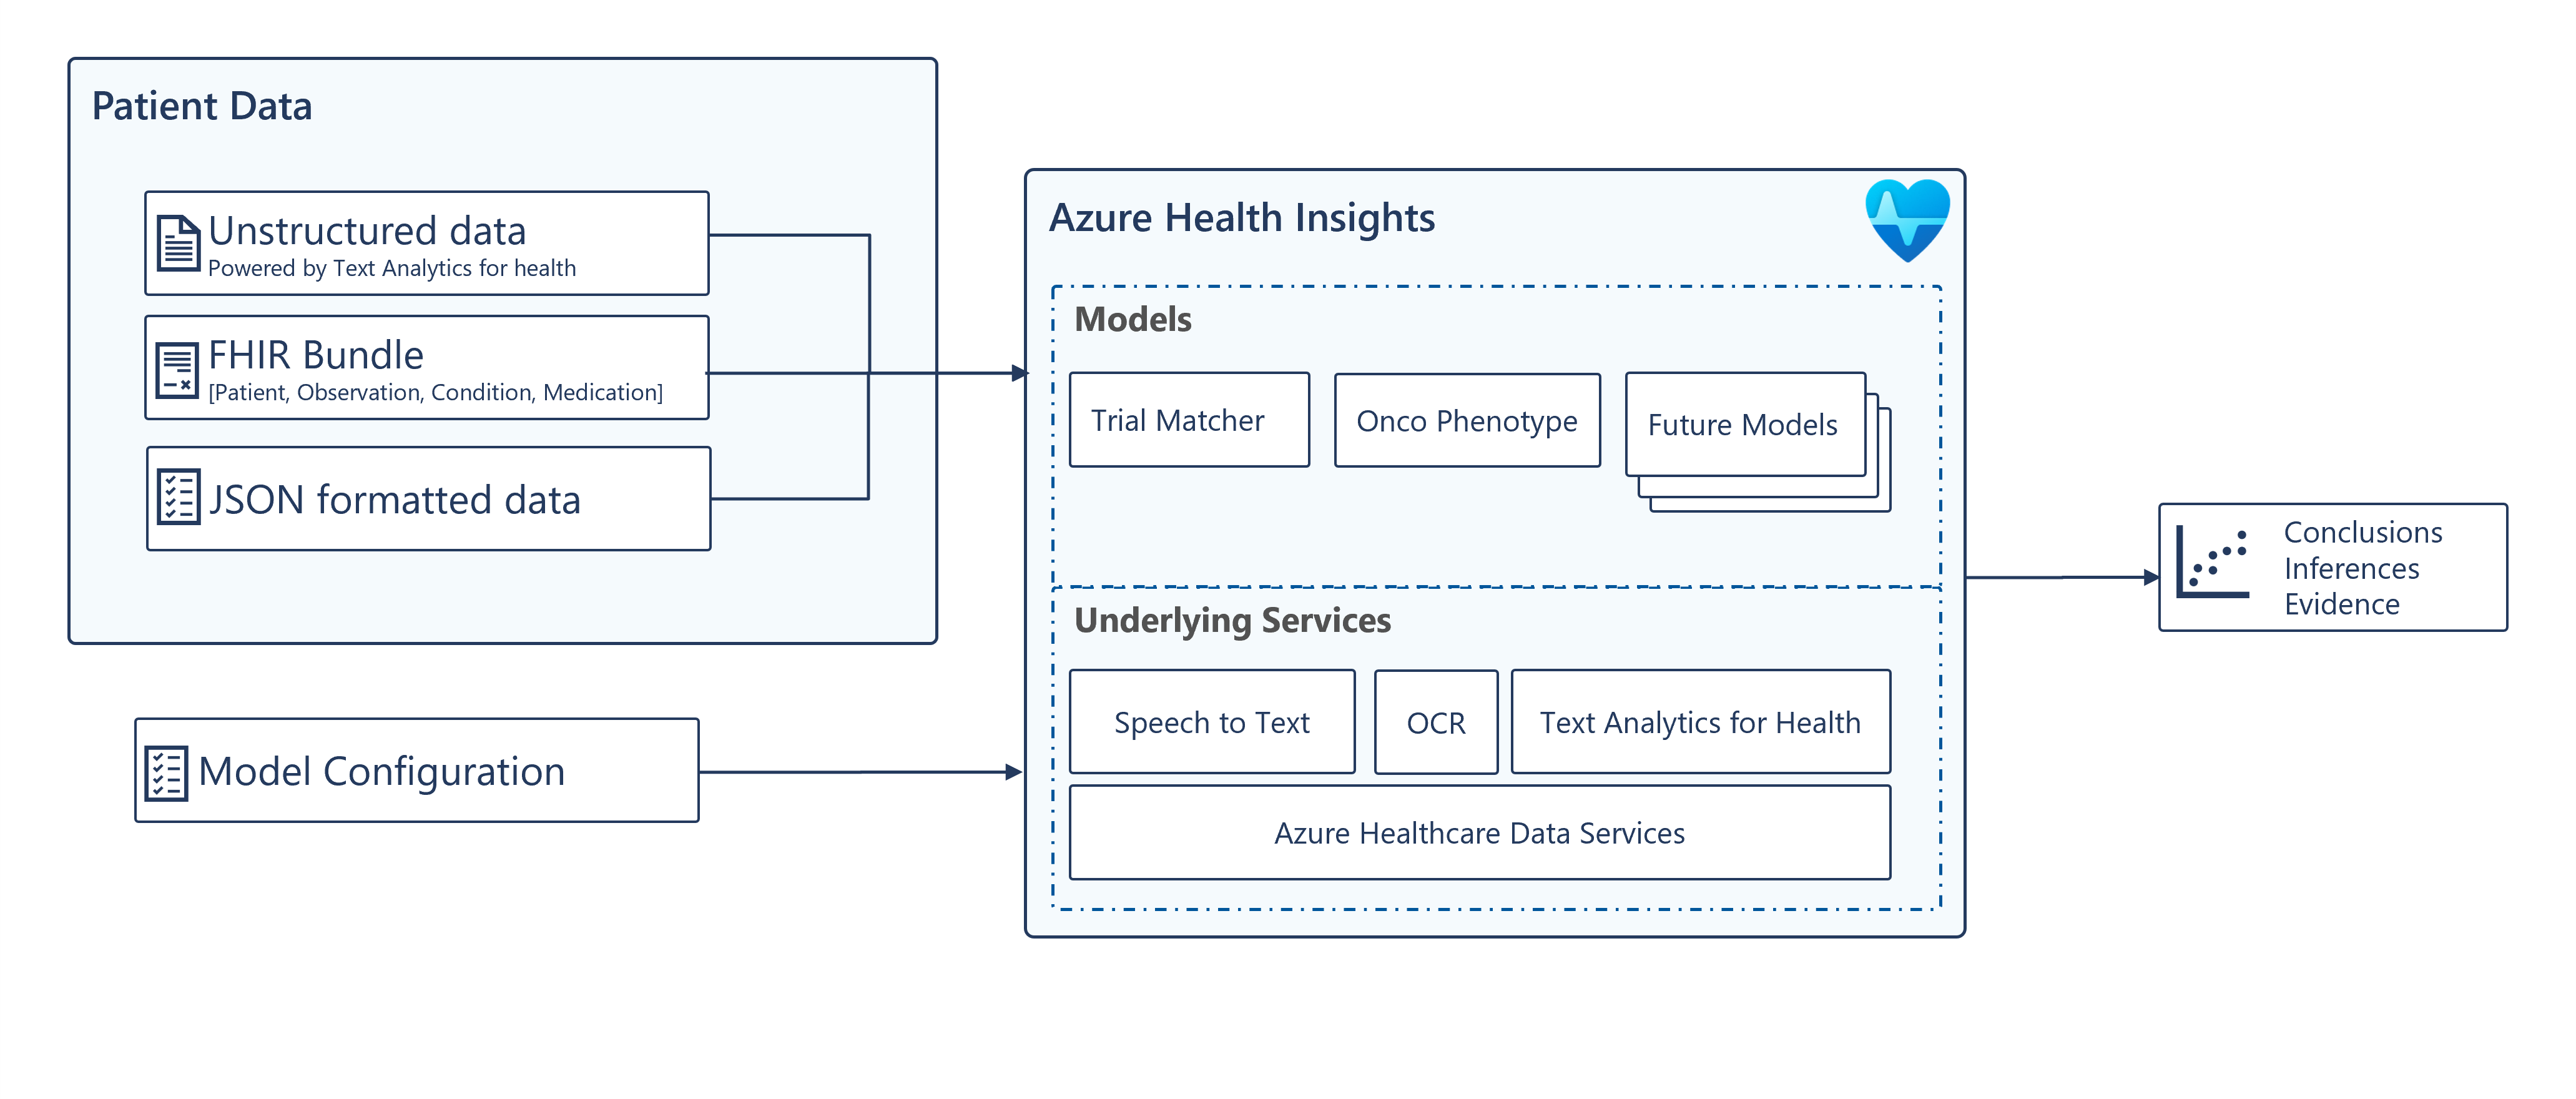 Patient Data
Unstructured data
Powered by Text Analytics for health
FHIR Bundle
[Patient, Observation, Condition, Medication]
JSON formatted data
Model Configuration
Azure Health Insights
Models
Trial Matcher
Onco Phenotype
Future Models
Underlying Services
Speech to Text
OCR
Text Analytics for Health
Azure Healthcare Data Services
Conclusions
Inferences
Evidence